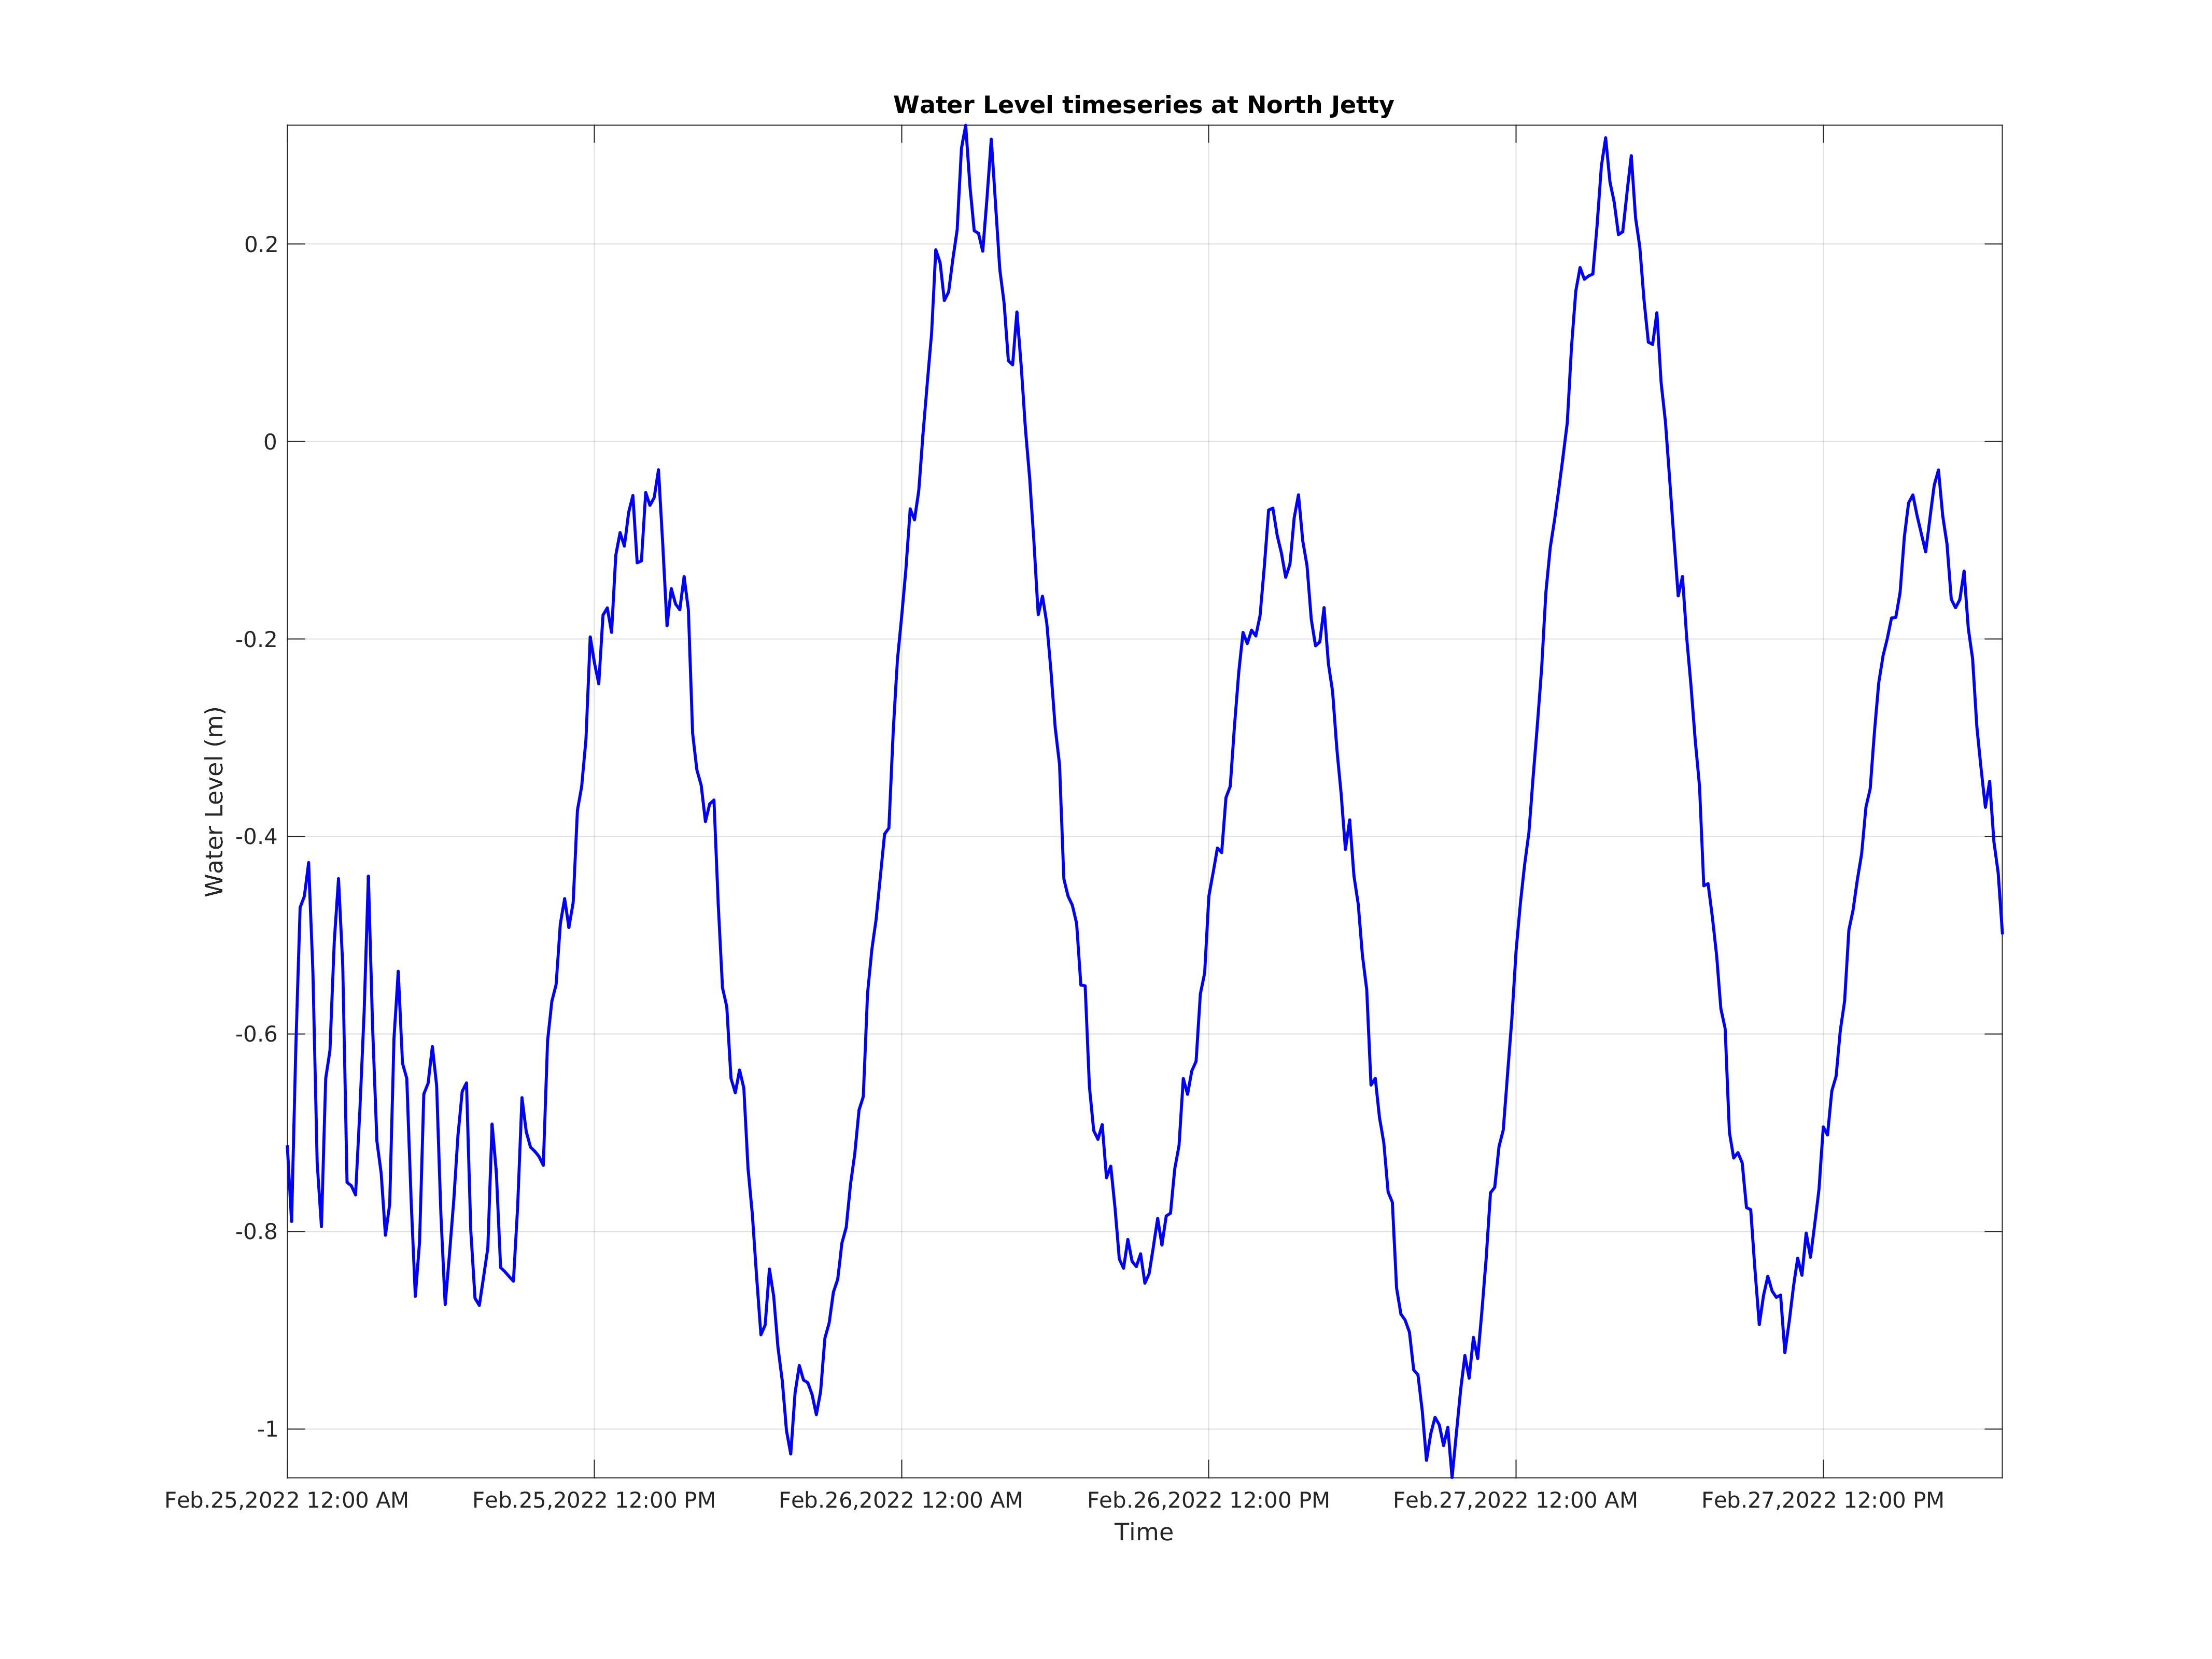 Water Level timeseries at North Jetty
0.2
0
-0.2
-0.4
-0.6
-0.8
-1
Water Level (m)
Feb.25,2022 12:00 AM Feb.25,2022 12:00 PM Feb.26,2022 12:00 AM Feb.26,2022 12:00 PM Feb.27,2022 12:00 AM Feb.27,2022 12:00 PM
Time